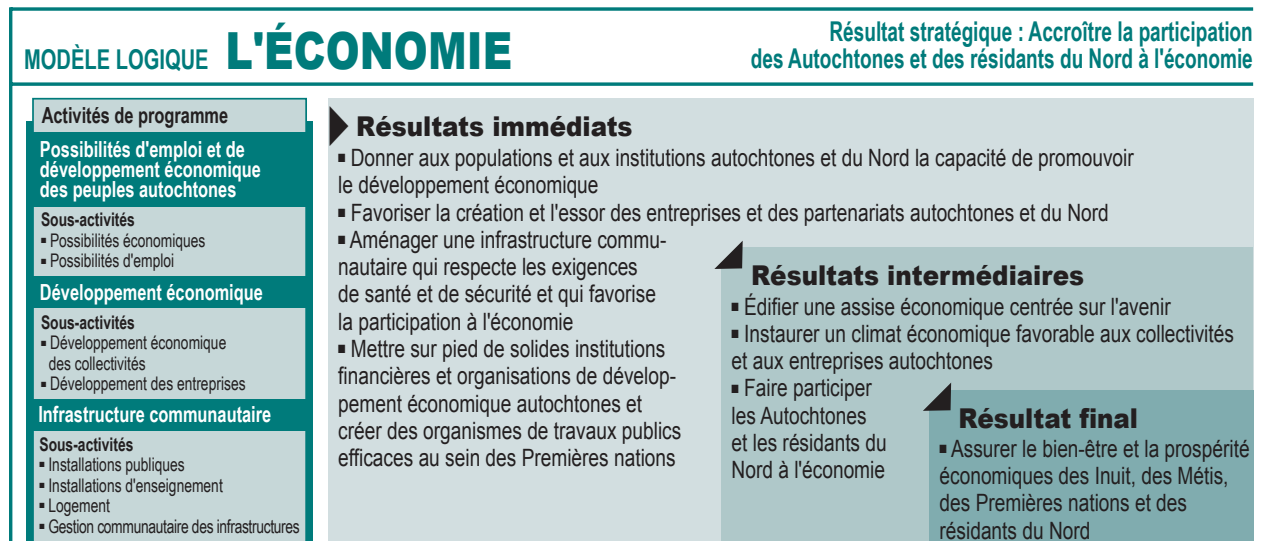 MODÈLE LOGIQUE L'ÉCONOMIE
Résultat stratégique : Accroître la participation
des Autochtones et des résidants du Nord à l'économie
Activités de programme
Possibilités d'emploi et de
développement économique
des peuples autochtones
Sous-activités
▪ Possibilités économiques
▪ Possibilités d'emploi
Développement économique
Sous-activités
▪ Développement économique
des collectivités
▪ Développement des entreprises
Infrastructure communautaire
Sous-activités
▪ Installations publiques
▪ Installations d'enseignement
▪ Logement
▪ Gestion communautaire des infrastructures
Résultats immédiats
▪ Donner aux populations et aux institutions autochtones et du Nord la capacité de promouvoir
le développement économique
▪ Favoriser la création et l'essor des entreprises et des partenariats autochtones et du Nord
▪ Aménager une infrastructure commu-
nautaire qui respecte les exigences
de santé et de sécurité et qui favorise
la participation à l'économie
▪ Mettre sur pied de solides institutions
financières et organisations de dévelop-
pement économique autochtones et
créer des organismes de travaux publics
efficaces au sein des Premières nations
Résultats intermédiaires
▪ Édifier une assise économique centrée sur l'avenir
▪ Instaurer un climat économique favorable aux collectivités
et aux entreprises autochtones
▪ Faire participer
les Autochtones
et les résidants du
Nord à l'économie
Résultat final
▪ Assurer le bien-être et la prospérité
économiques des Inuit, des Métis,
des Premières nations et des
résidants du Nord